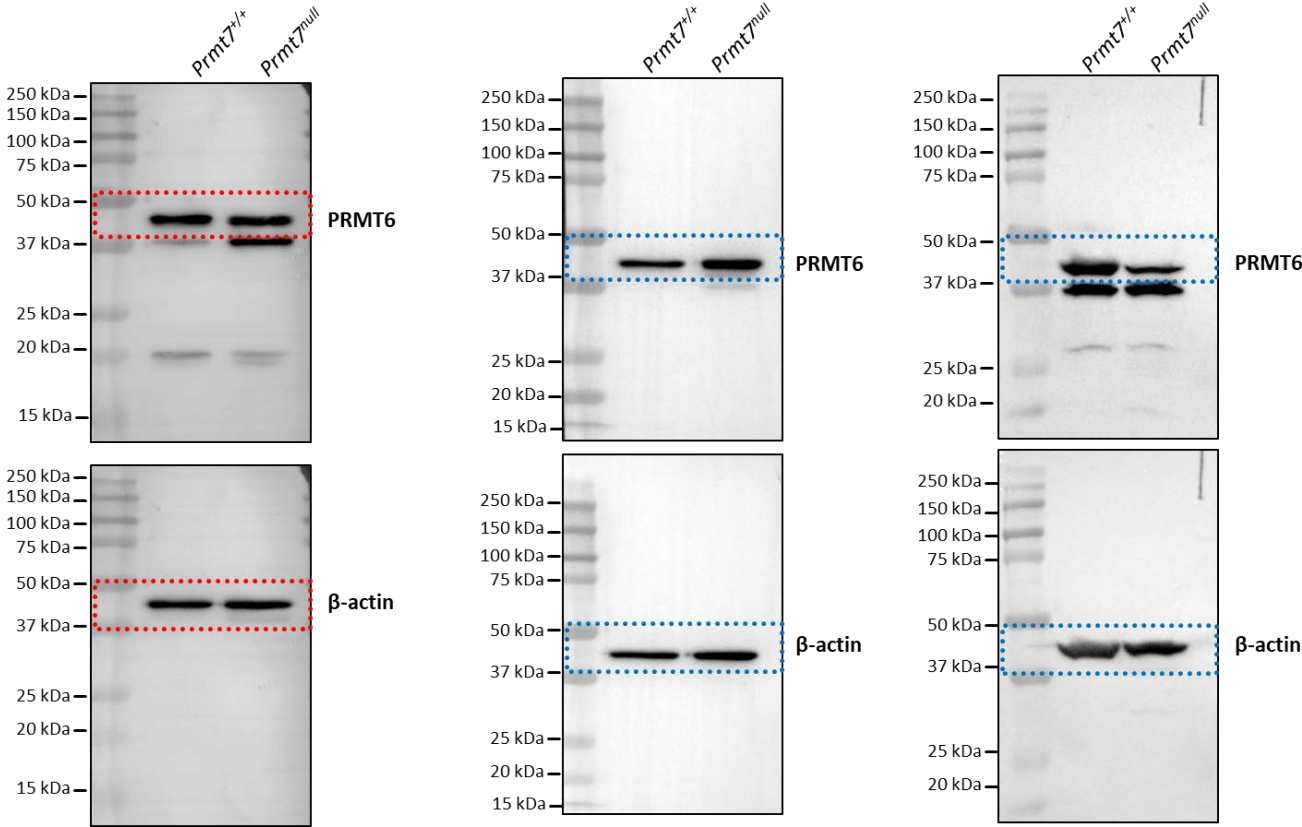 Prmt7+/+
Prmt7null
250 kDa
150 kDa
100 kDa
75 kDa
50 kDa
37 kDa
25 kDa
20 kDa
15 kDa
PRMT6
Prmt7+/+
Prmt7null
250 kDa
150 kDa
100 kDa
75 kDa
50 kDa
37 kDa
25 kDa
20 kDa
15 kDa
PRMT6
Prmt7+/+
Prmt7null
250 kDa
150 kDa
100 kDa
75 kDa
50 kDa
37 kDa
25 kDa
20 kDa
PRMT6
250 kDa
150 kDa
100 kDa
75 kDa
50 kDa
37 kDa
25 kDa
20 kDa
15 kDa
β-actin
250 kDa
150 kDa
100 kDa
75 kDa
50 kDa
37 kDa
25 kDa
20 kDa
15 kDa
β-actin
250 kDa
150 kDa
100 kDa
75 kDa
50 kDa
37 kDa
25 kDa
20 kDa
β-actin